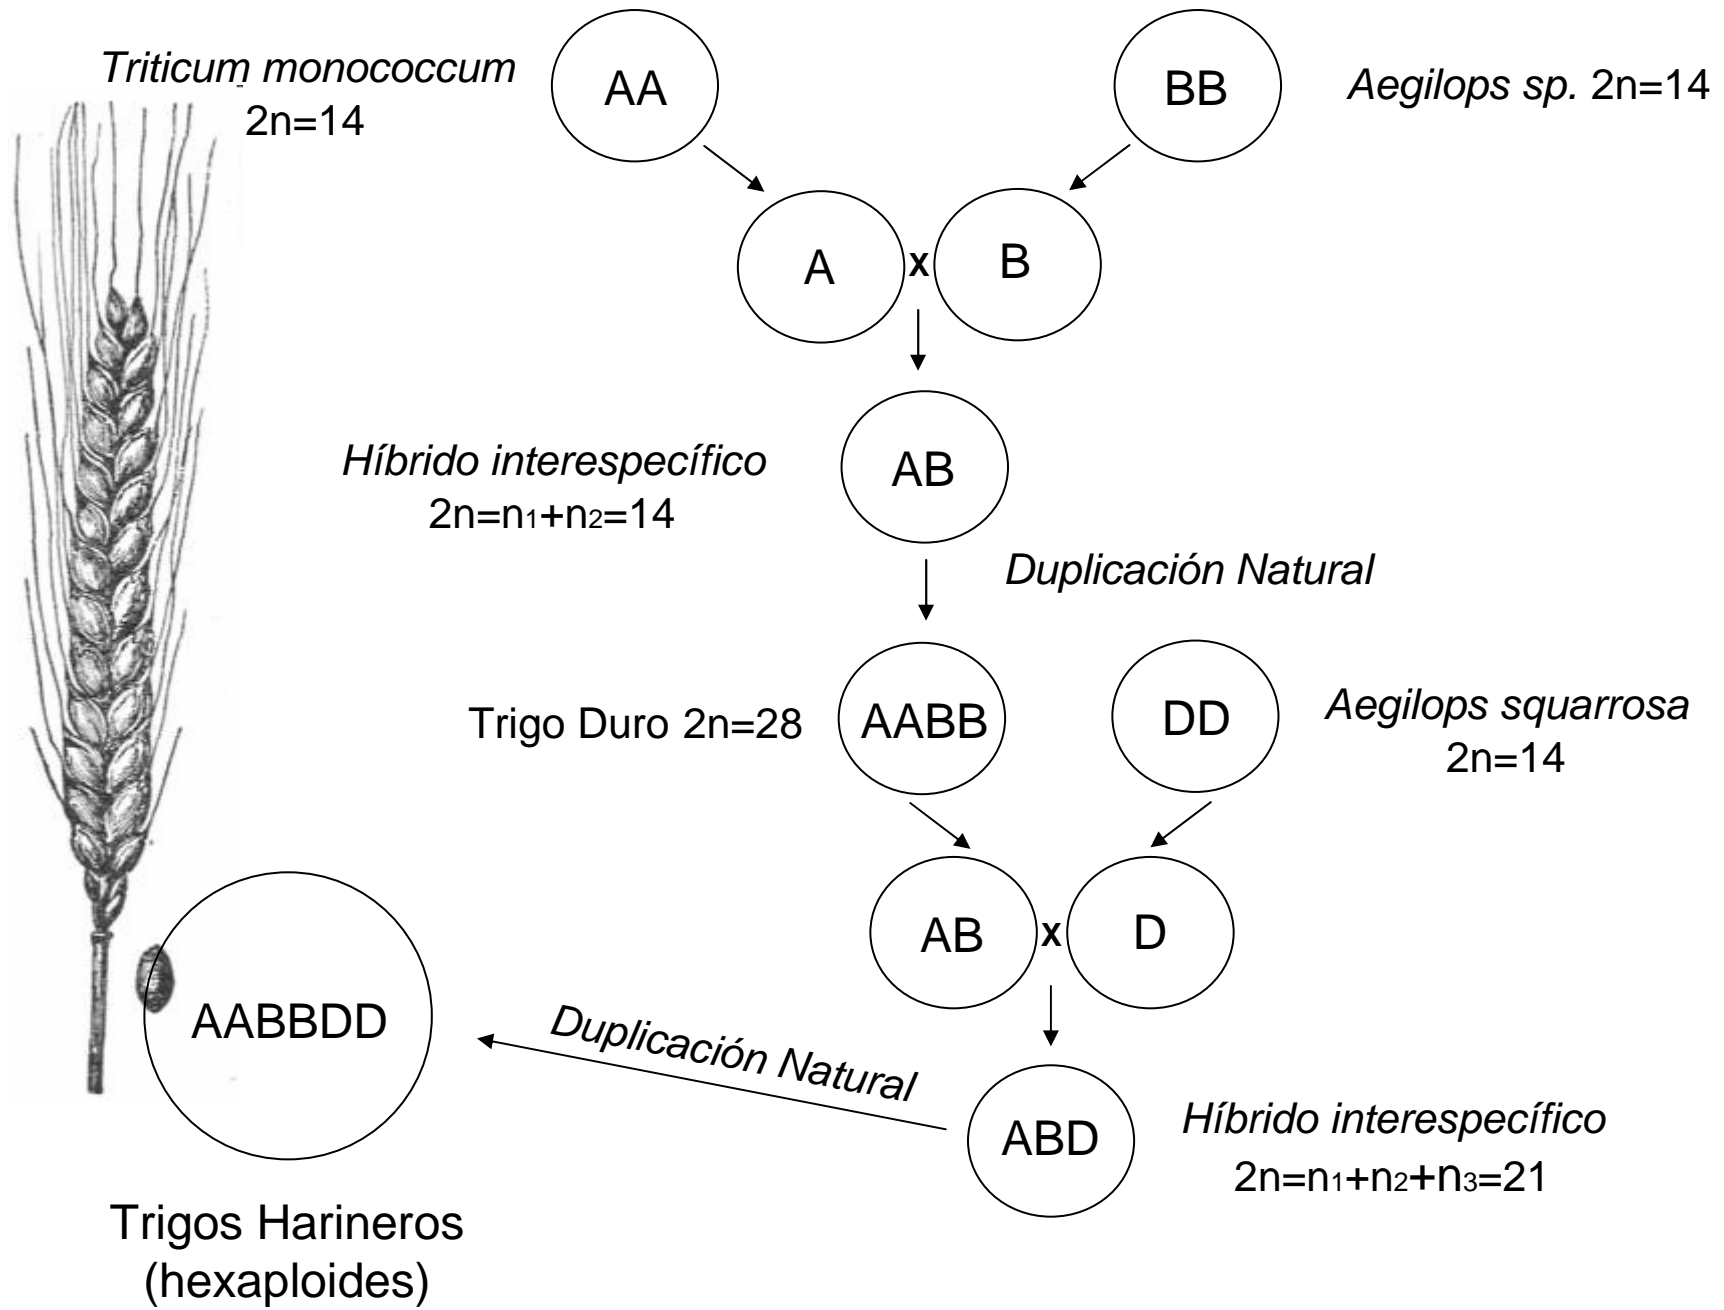 Triticum monococcum
2n=14
AA
BB
Aegilops sp. 2n=14
A
x
B
Híbrido interespecífico
2n=n1+n2=14
AB
Duplicación Natural
Trigo Duro 2n=28
AABB
DD
Aegilops squarrosa
2n=14
AB
x
D
AABBDD
Duplicación Natural
ABD
Híbrido interespecífico
2n=n1+n2+n3=21
Trigos Harineros
(hexaploides)